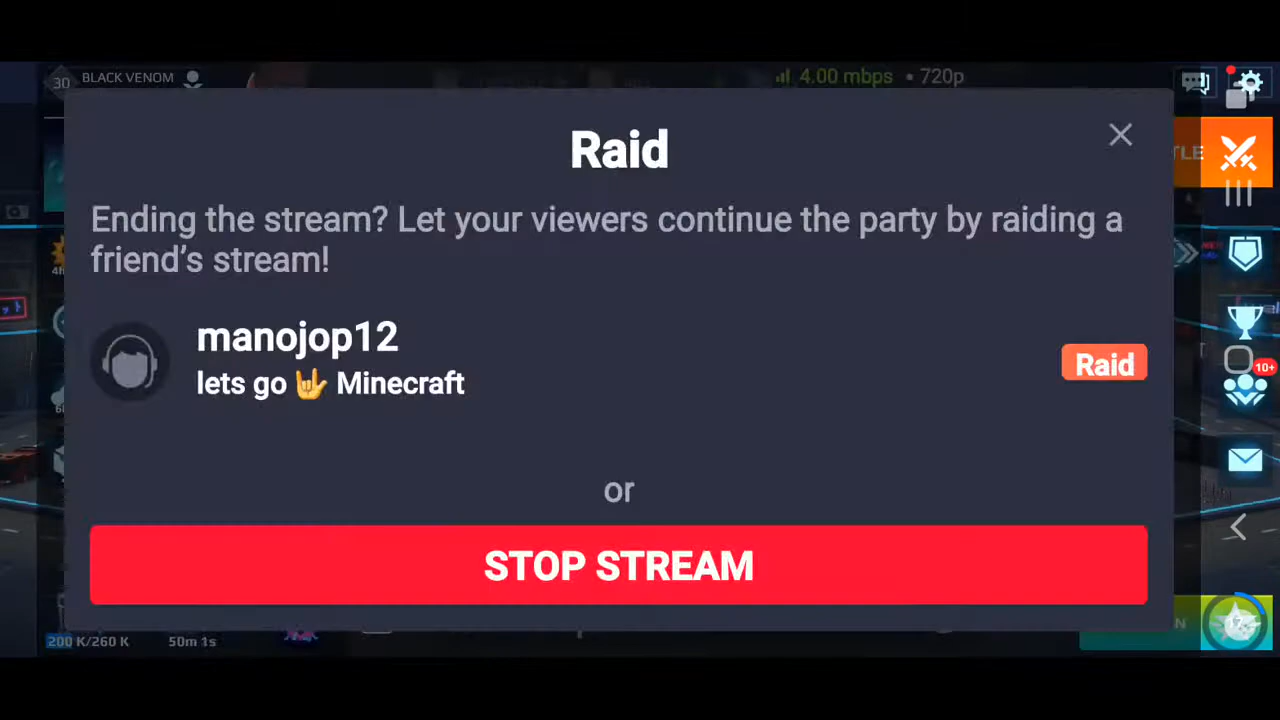 30 BLACK VENOM
4.00 mbps • 720p
Raid
Ending the stream? Let your viewers continue the party by raiding a
friend’s stream!
manojop12
lets go 🤟 Minecraft
Raid
10+
or
STOP STREAM
200 K/260 K 50m 1s